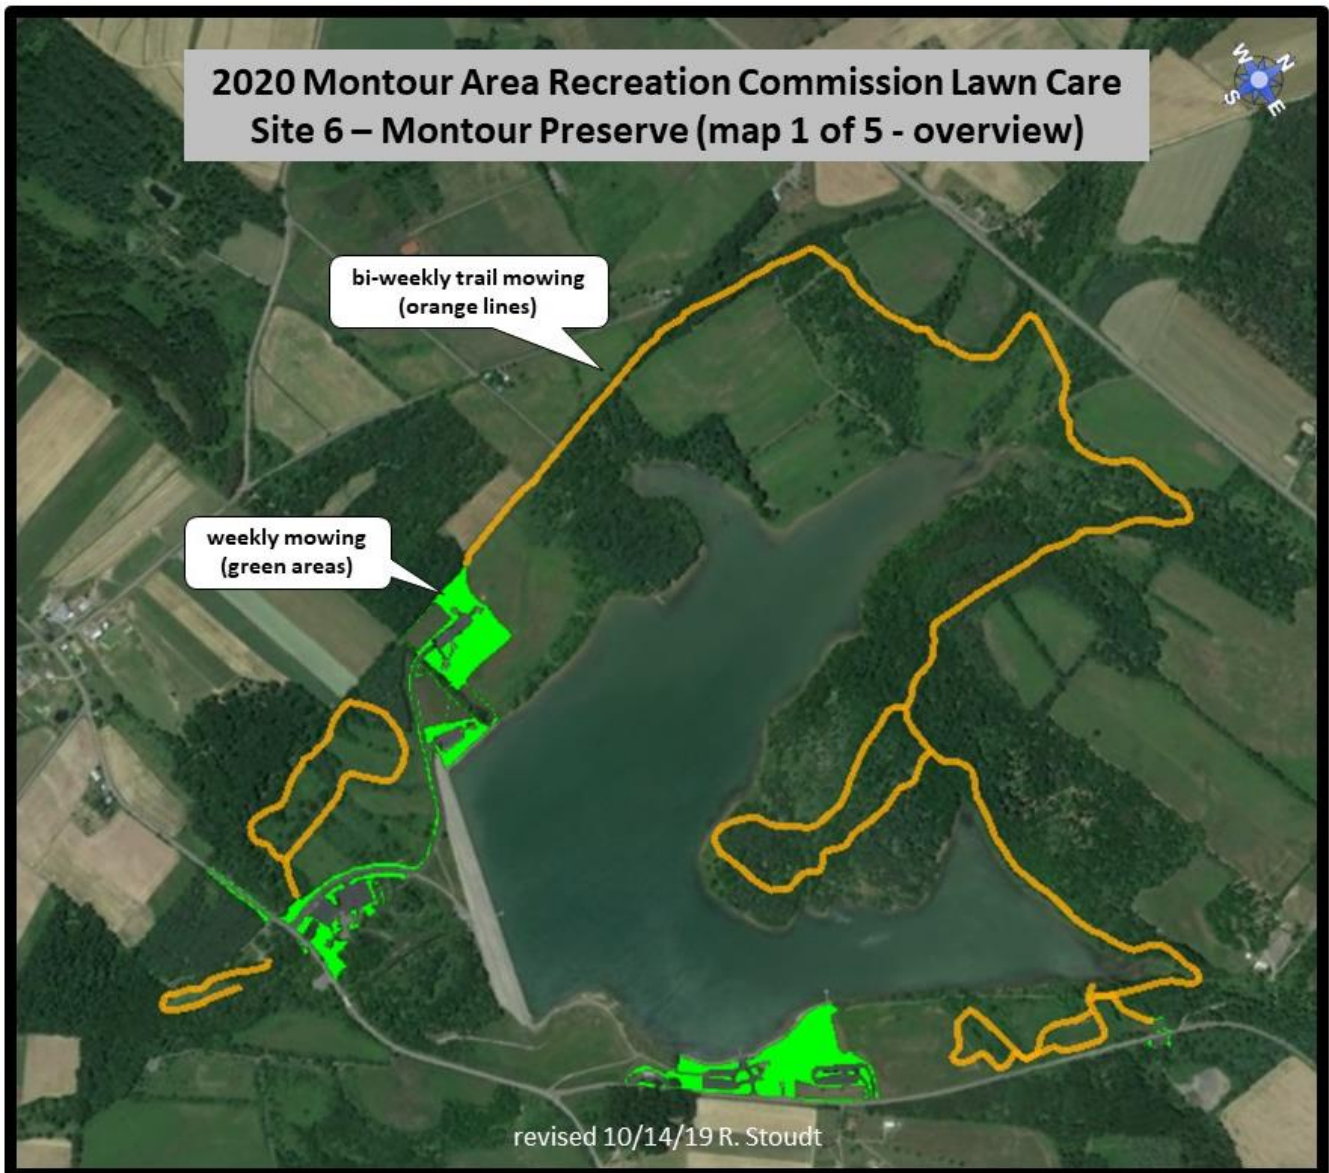 2020 Montour Area Recreation Commission Lawn Care
Site 6 – Montour Preserve (map 1 of 5 - overview)
W
N
S
E
bi-weekly trail mowing
(orange lines)
weekly mowing
(green areas)
revised 10/14/19 R. Stoudt